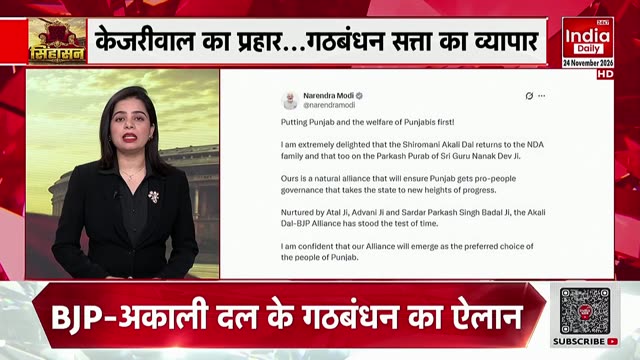 सिंहासन
केजरीवाल का प्रहार...गठबंधन सत्ता का व्यापार
India
24x7
Daily
24 November 2026
HD
Narendra Modi
@narendramodi
Putting Punjab and the welfare of Punjabis first!
I am extremely delighted that the Shiromani Akali Dal returns to the NDA
family and that too on the Parkash Purab of Sri Guru Nanak Dev Ji.
Ours is a natural alliance that will ensure Punjab gets pro-people
governance that takes the state to new heights of progress.
Nurtured by Atal Ji, Advani Ji and Sardar Parkash Singh Badal Ji, the Akali
Dal-BJP Alliance has stood the test of time.
I am confident that our Alliance will emerge as the preferred choice of
the people of Punjab.
BJP-अकाली दल के गठबंधन का ऐलान
SUBSCRIBE